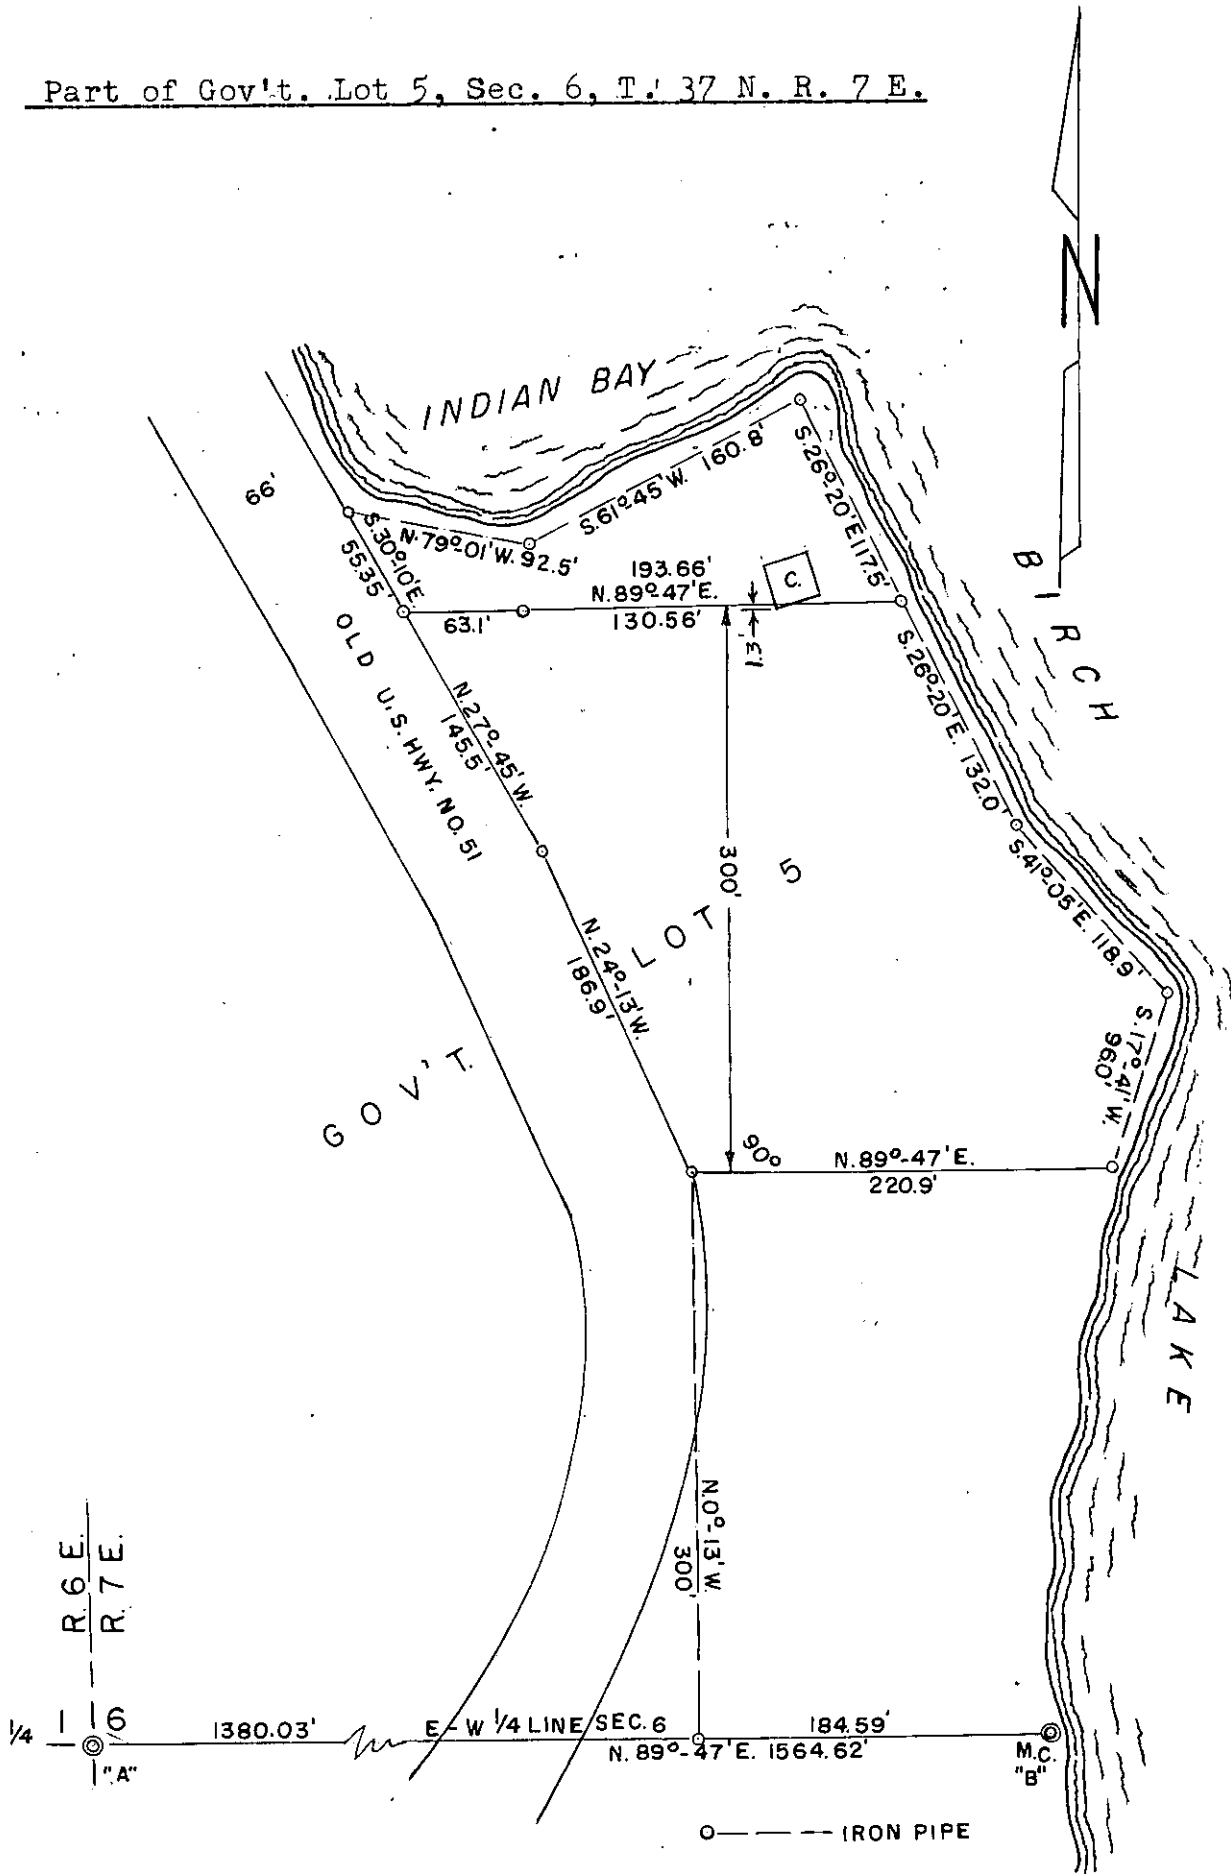 Part of Gov't. Lot 5, Sec. 6, T. 37 N. R. 7 E.
N
INDIAN BAY
66'
S.30°-10'E.
55.35'
N.79°-01'W. 92.5'
S.61°-45'W. 160.8'
S.26°-20'E 117.5'
193.66'
N.89°-47'E.
C.
63.1'
130.56'
1.3'
BIRCH
LAKE
OLD U.S. HWY. NO. 51
N.27°-45'W.
145.5'
S.26°-20'E. 132.0'
300'
GOV'T. LOT 5
S.41°-05'E. 118.9'
N.24°-13'W.
186.9'
S.17°-41'W.
96.0'
90°
N.89°-47'E.
220.9'
N.0°-13'W.
300'
R.6 E.
R.7 E.
1/4 1 6
"A"
1380.03'
E-W 1/4 LINE SEC. 6
184.59'
N. 89°-47'E. 1564.62'
M.C.
"B"
IRON PIPE